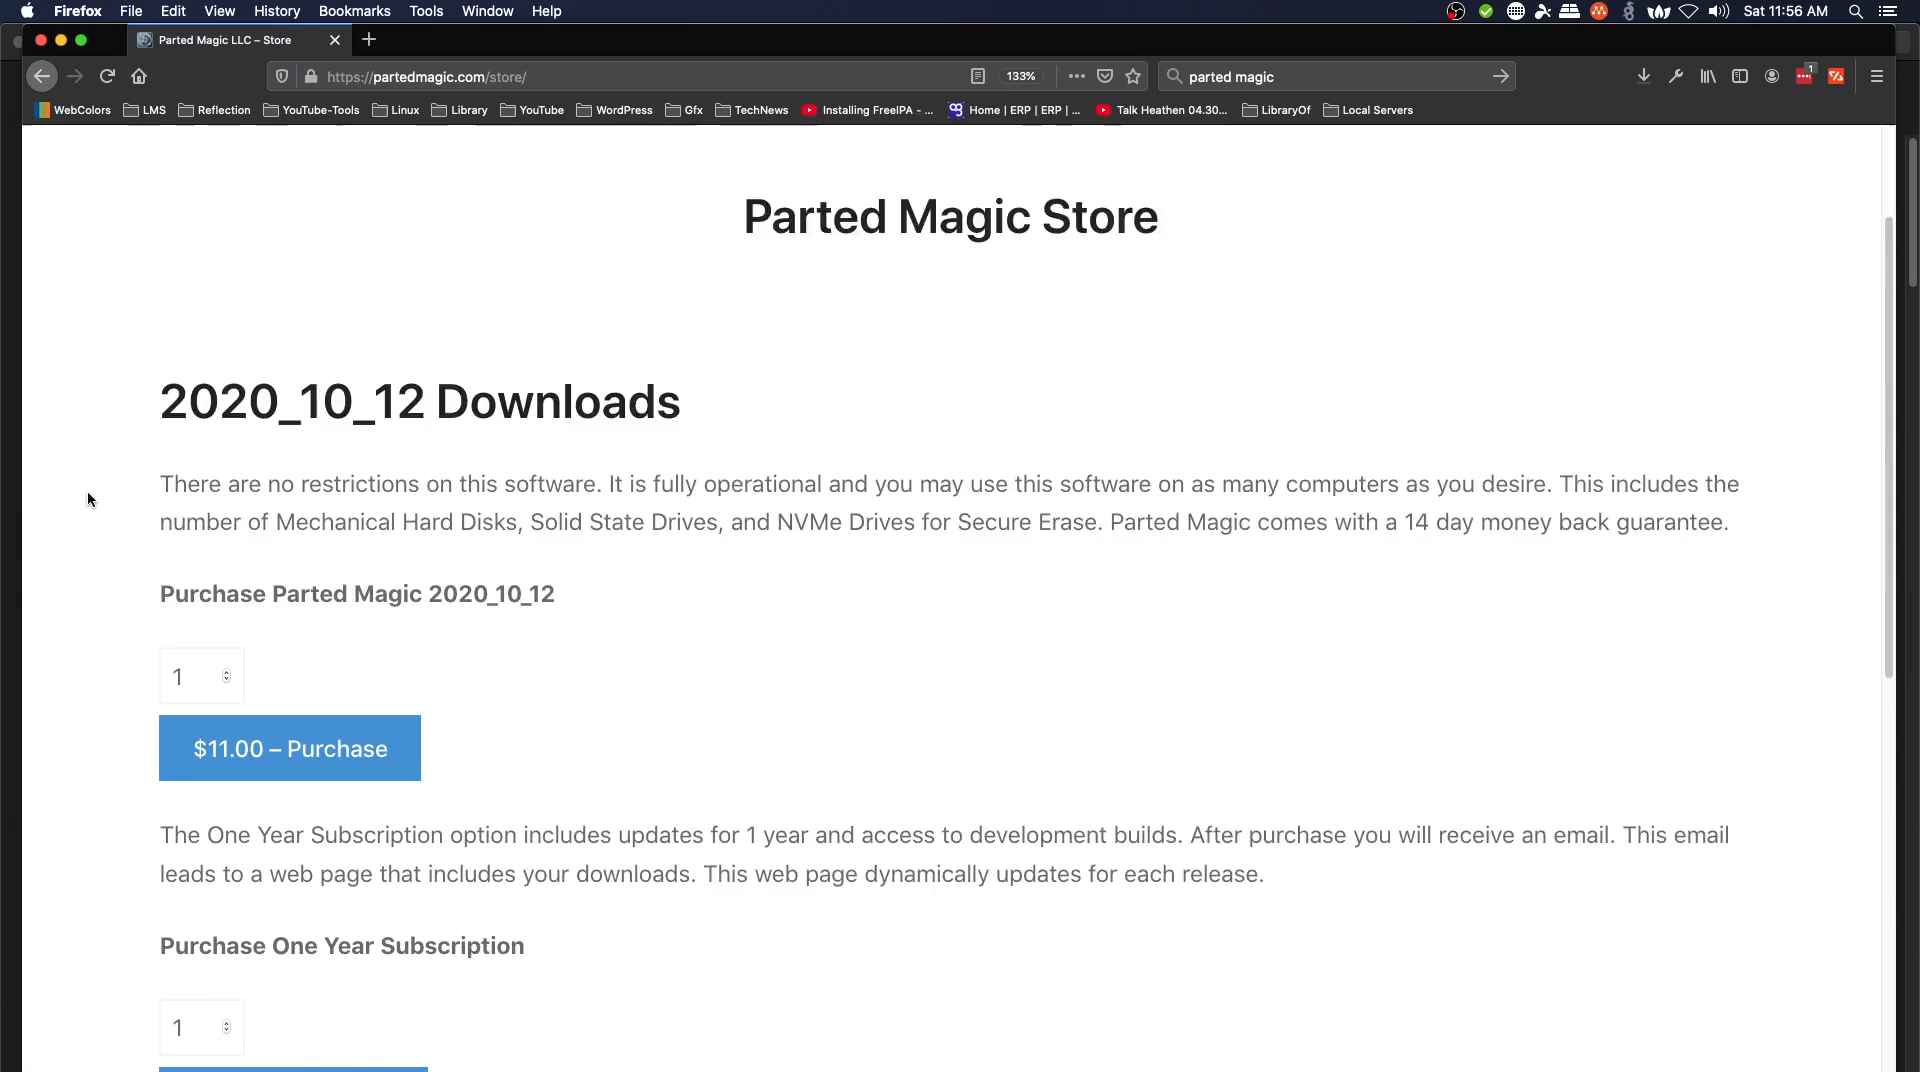 Firefox File Edit View History Bookmarks Tools Window Help Sat 11:56 AM
Parted Magic LLC – Store
https://partedmagic.com/store/ 133% parted magic 1
WebColors LMS Reflection YouTube-Tools Linux Library YouTube WordPress Gfx TechNews Installing FreeIPA - ... Home | ERP | ERP | ... Talk Heathen 04.30... LibraryOf Local Servers
Parted Magic Store
2020_10_12 Downloads
There are no restrictions on this software. It is fully operational and you may use this software on as many computers as you desire. This includes the
number of Mechanical Hard Disks, Solid State Drives, and NVMe Drives for Secure Erase. Parted Magic comes with a 14 day money back guarantee.
Purchase Parted Magic 2020_10_12
1
$11.00 – Purchase
The One Year Subscription option includes updates for 1 year and access to development builds. After purchase you will receive an email. This email
leads to a web page that includes your downloads. This web page dynamically updates for each release.
Purchase One Year Subscription
1